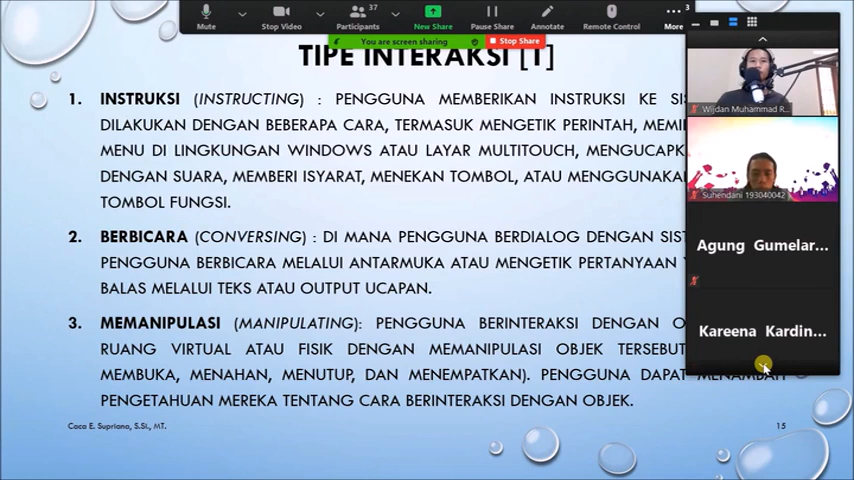 37
Mute
Stop Video
Participants
New Share
Pause Share
Annotate
Remote Control
More
You are screen sharing
Stop Share
TIPE INTERAKSI [1]
1. INSTRUKSI (INSTRUCTING) : PENGGUNA MEMBERIKAN INSTRUKSI KE
DILAKUKAN DENGAN BEBERAPA CARA, TERMASUK MENGETIK PERINTAH,
MENU DI LINGKUNGAN WINDOWS ATAU LAYAR MULTITOUCH,
DENGAN SUARA, MEMBERI ISYARAT, MENEKAN TOMBOL, ATAU
TOMBOL FUNGSI.
2. BERBICARA (CONVERSING) : DI MANA PENGGUNA BERDIALOG DENGAN
PENGGUNA BERBICARA MELALUI ANTARMUKA ATAU MENGETIK PERTANYAAN
BALAS MELALUI TEKS ATAU OUTPUT UCAPAN.
3. MEMANIPULASI (MANIPULATING): PENGGUNA BERINTERAKSI DENGAN
RUANG VIRTUAL ATAU FISIK DENGAN MEMANIPULASI OBJEK
MEMBUKA, MENAHAN, MENUTUP, DAN MENEMPATKAN). PENGGUNA DAPAT MENAMBAH
PENGETAHUAN MEREKA TENTANG CARA BERINTERAKSI DENGAN OBJEK.
Caca E. Supriana, S.Si., MT.
15
Wijdan Muhammad R...
Suhendani 193040042
Agung Gumelar...
Kareena Kardin...